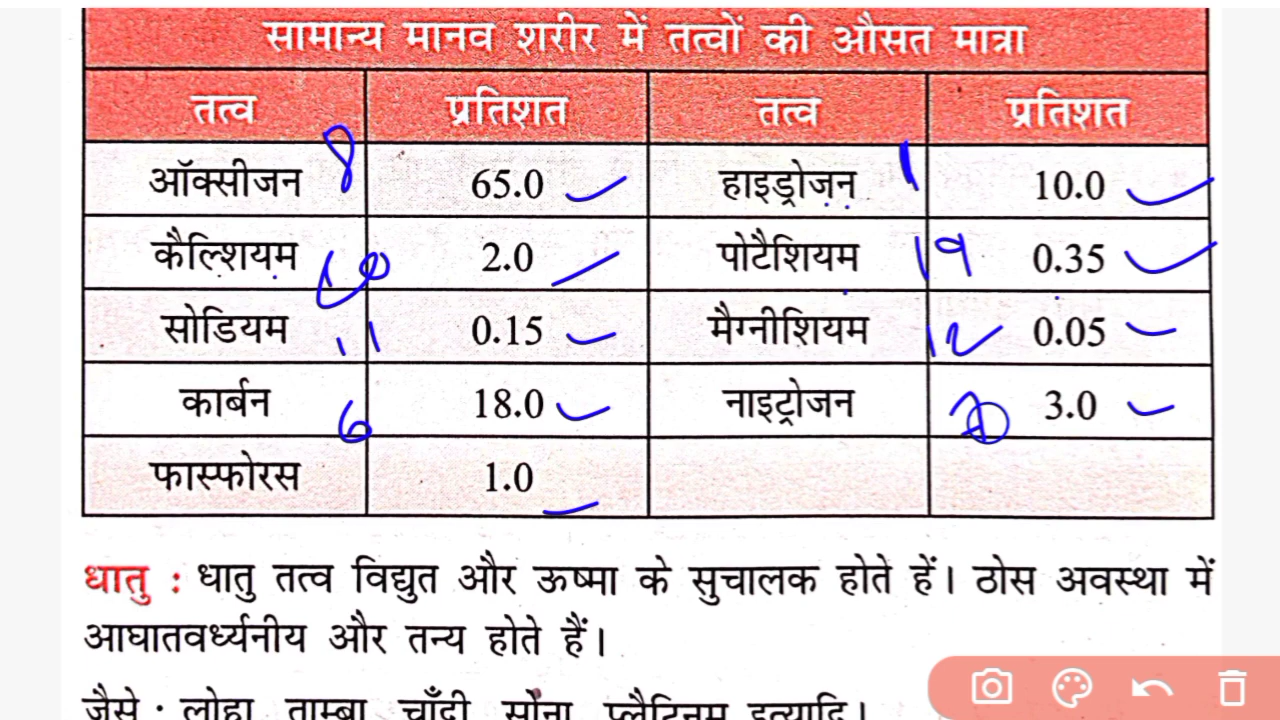 सामान्य मानव शरीर में तत्वों की औसत मात्रा
तत्व प्रतिशत तत्व प्रतिशत
ऑक्सीजन 8 65.0 हाइड्रोजन 1 10.0
कैल्शियम 2.0 पोटैशियम 19 0.35
सोडियम 11 0.15 मैग्नीशियम 12 0.05
कार्बन 6 18.0 नाइट्रोजन 7 3.0
फास्फोरस 1.0
धातु : धातु तत्व विद्युत और ऊष्मा के सुचालक होते हैं। ठोस अवस्था में
आघातवर्ध्यनीय और तन्य होते हैं।
जैसे : लोहा, ताम्बा, चाँदी, सोना, प्लैटिनम इत्यादि।